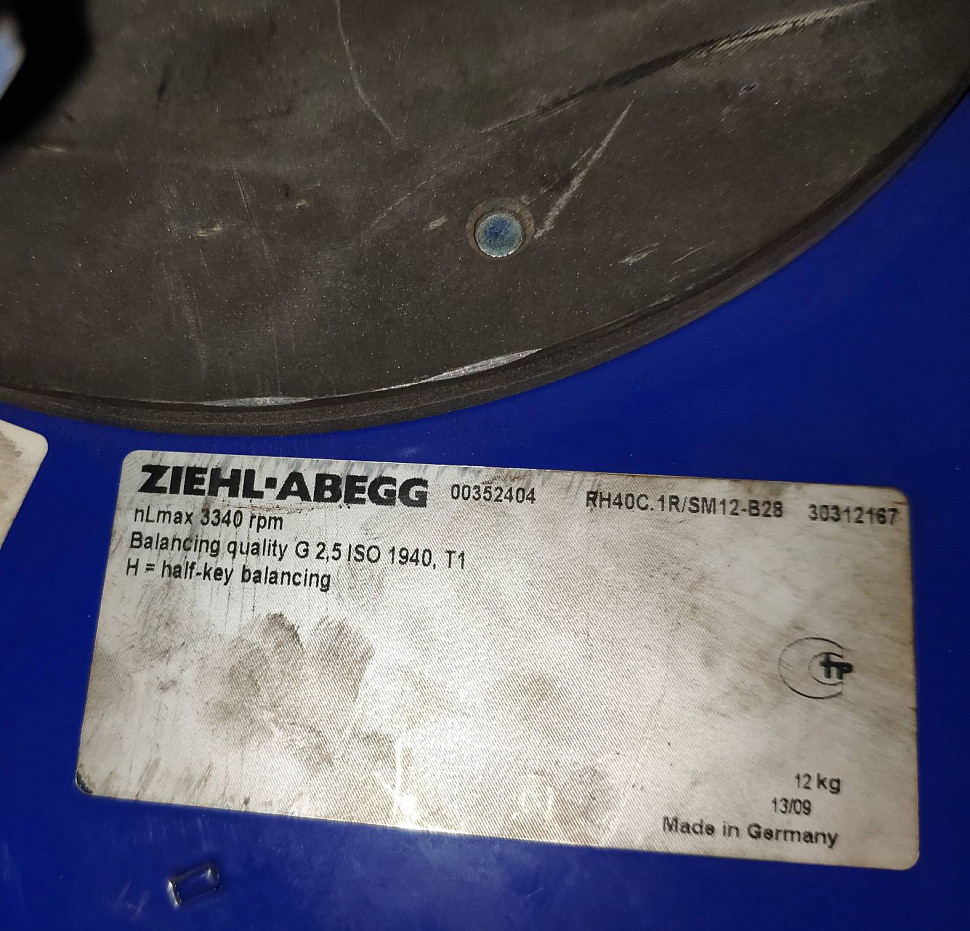 ZIEHL-ABEGG 00352404 RH40C.1R/SM12-B28 30312167
nLmax 3340 rpm
Balancing quality G 2,5 ISO 1940, T1
H = half-key balancing
12 kg
13/09
Made in Germany